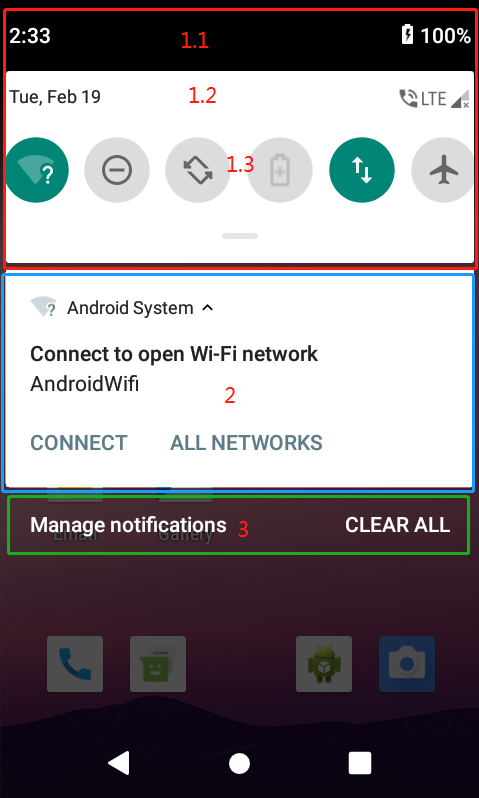 2:33 1.1 100%
Tue, Feb 19 1.2 LTE
1.3
Android System
Connect to open Wi-Fi network
AndroidWifi
2
CONNECT ALL NETWORKS
Manage notifications 3 CLEAR ALL
Email Gallery